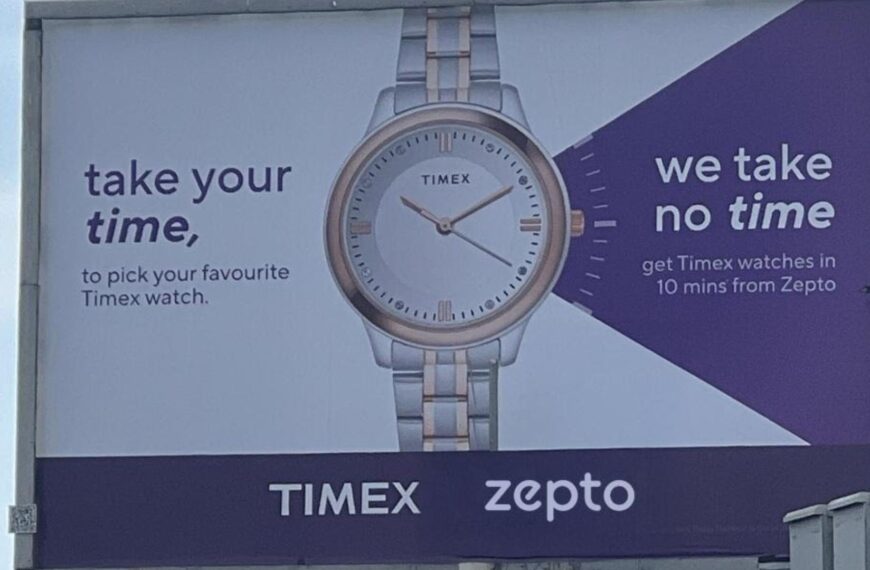 take your
time,
to pick your favourite
Timex watch.
TIMEX
we take
no time
get Timex watches in
10 mins from Zepto
TIMEX zepto